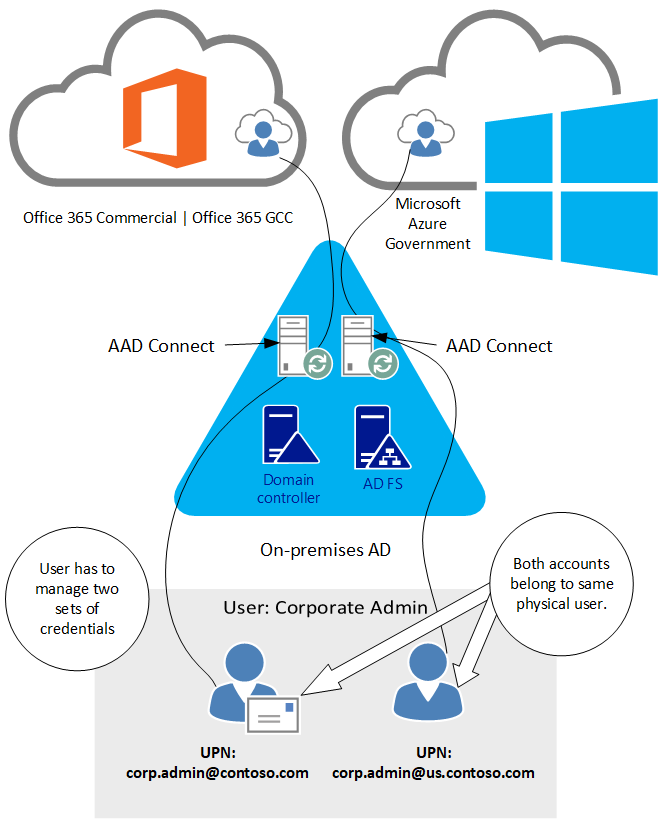 Office 365 Commercial | Office 365 GCC
Microsoft
Azure
Government
AAD Connect
AAD Connect
Domain
controller
AD FS
On-premises AD
User has to
manage two
sets of
credentials
Both accounts
belong to same
physical user.
User: Corporate Admin
UPN:
corp.admin@contoso.com
UPN:
corp.admin@us.contoso.com